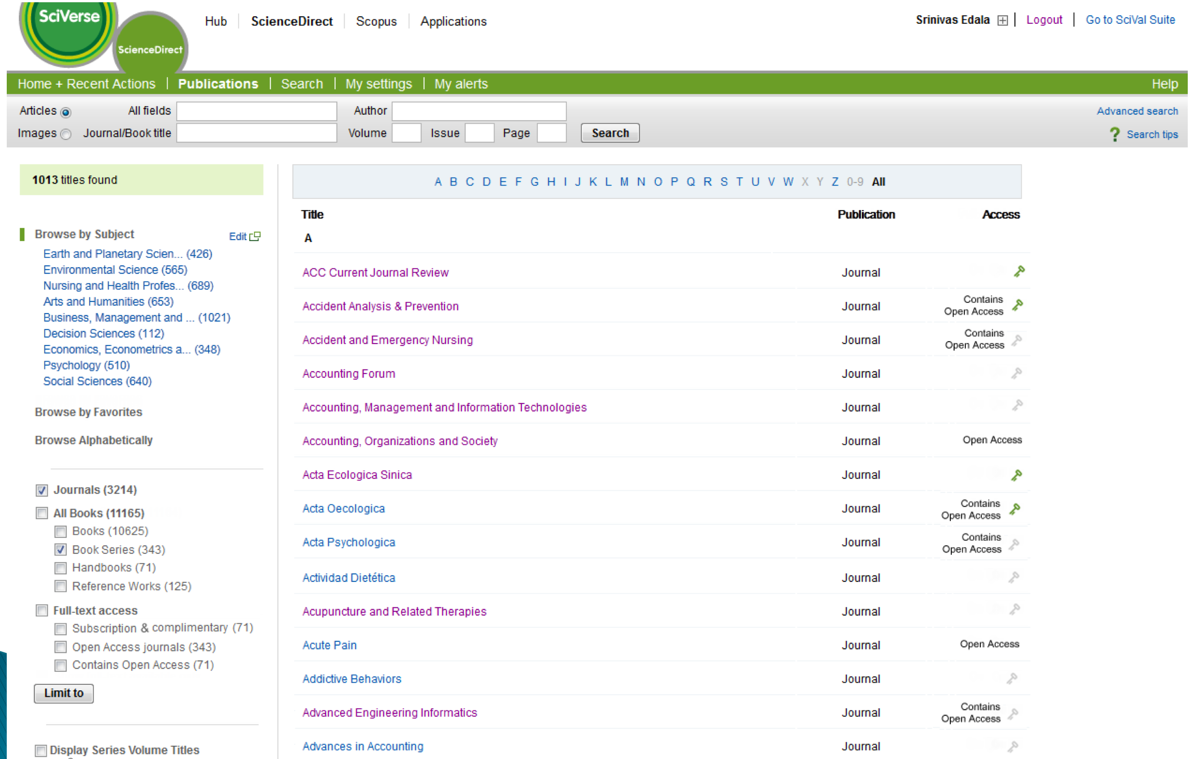 SciVerse
ScienceDirect
Hub ScienceDirect Scopus Applications
Srinivas Edala Logout Go to SciVal Suite
Home + Recent Actions Publications Search My settings My alerts Help
Articles All fields Author Advanced search
Images Journal/Book title Volume Issue Page Search ? Search tips
1013 titles found
A B C D E F G H I J K L M N O P Q R S T U V W X Y Z 0-9 All
Title Publication Access
A
Browse by Subject Edit
Earth and Planetary Scien... (426)
Environmental Science (565)
Nursing and Health Profes... (689)
Arts and Humanities (653)
Business, Management and ... (1021)
Decision Sciences (112)
Economics, Econometrics a... (348)
Psychology (510)
Social Sciences (640)
Browse by Favorites
Browse Alphabetically
Journals (3214)
All Books (11165)
Books (10625)
Book Series (343)
Handbooks (71)
Reference Works (125)
Full-text access
Subscription & complimentary (71)
Open Access journals (343)
Contains Open Access (71)
Limit to
Display Series Volume Titles
ACC Current Journal Review Journal
Accident Analysis & Prevention Journal Contains
Open Access
Accident and Emergency Nursing Journal Contains
Open Access
Accounting Forum Journal
Accounting, Management and Information Technologies Journal
Accounting, Organizations and Society Journal Open Access
Acta Ecologica Sinica Journal
Acta Oecologica Journal Contains
Open Access
Acta Psychologica Journal Contains
Open Access
Actividad Dietética Journal
Acupuncture and Related Therapies Journal
Acute Pain Journal Open Access
Addictive Behaviors Journal
Advanced Engineering Informatics Journal Contains
Open Access
Advances in Accounting Journal